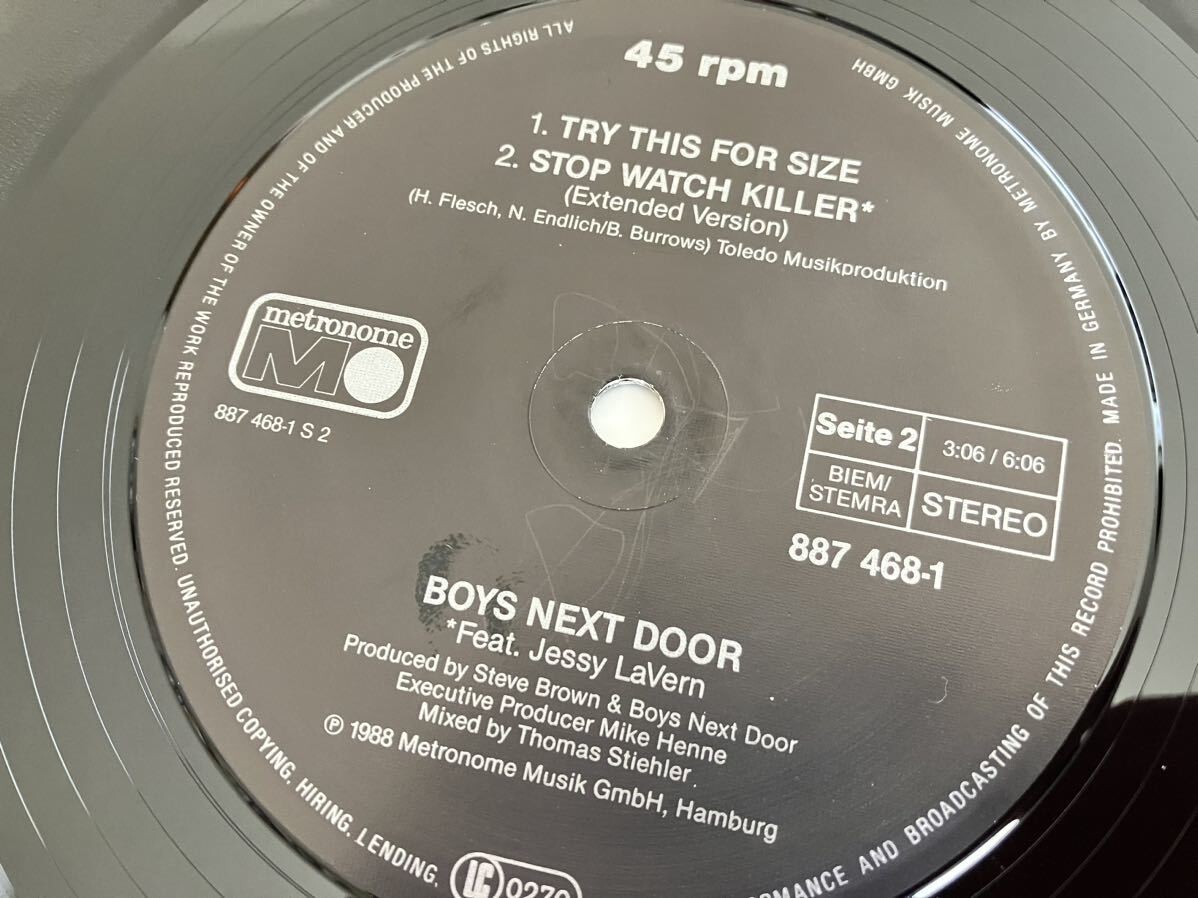 45 rpm
1. TRY THIS FOR SIZE
2. STOP WATCH KILLER*
(Extended Version)
(H. Flesch, N. Endlich/B. Burrows) Toledo Musikproduktion
metronome
887 468-1 S 2
Seite 2
3:06 / 6:06
BIEM/
STEMRA
STEREO
887 468-1
BOYS NEXT DOOR
*Feat. Jessy LaVern
Produced by Steve Brown & Boys Next Door
Executive Producer Mike Henne
Mixed by Thomas Stiehler
℗ 1988 Metronome Musik GmbH, Hamburg
LC 0270
ALL RIGHTS OF THE PRODUCER AND OF THE OWNER OF THE WORK REPRODUCED RESERVED. UNAUTHORISED COPYING. HIRING. LENDING. AND BROADCASTING OF THIS RECORD PROHIBITED. MADE IN GERMANY BY METRONOME MUSIK GMBH